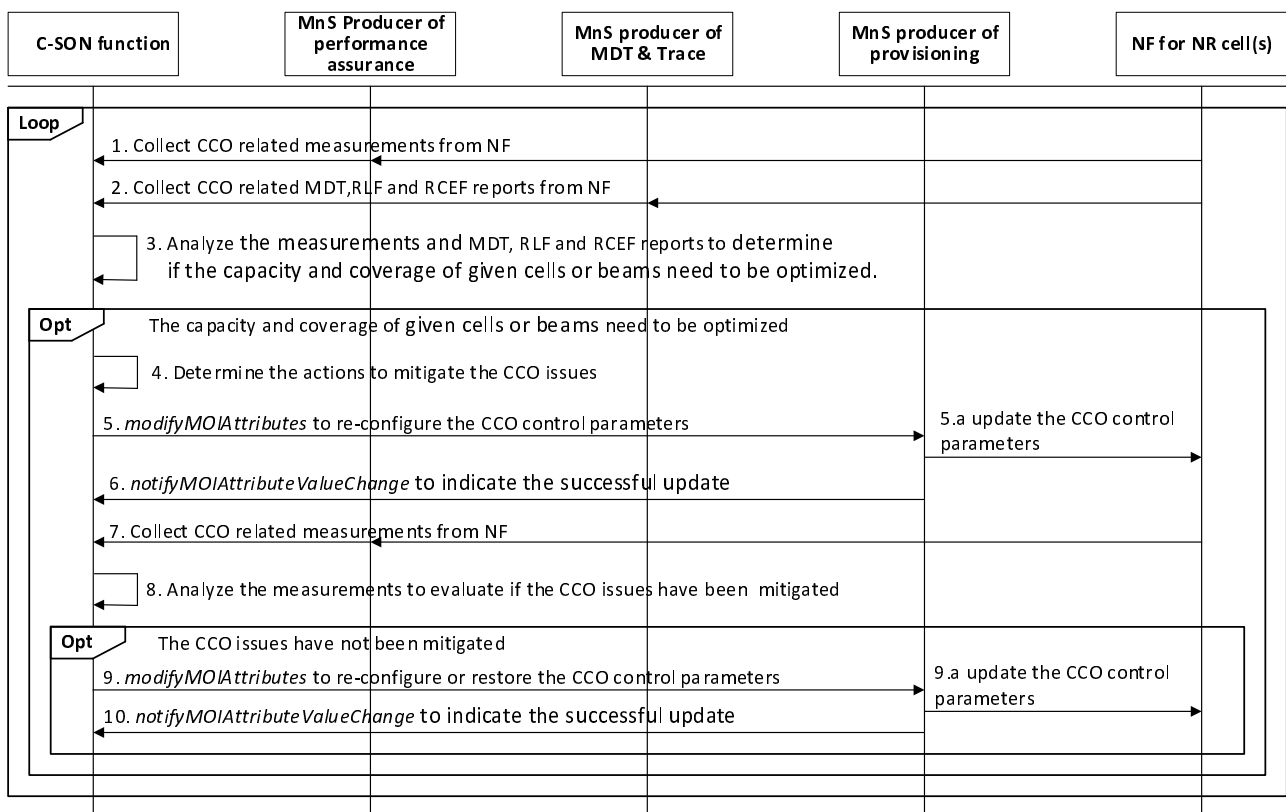 C-SON function
MnS Producer of
performance
assurance
MnS producer of
MDT & Trace
MnS producer of
provisioning
NF for NR cell(s)
Loop
1. Collect CCO related measurements from NF
2. Collect CCO related MDT,RLF and RCEF reports from NF
3. Analyze the measurements and MDT, RLF and RCEF reports to determine
if the capacity and coverage of given cells or beams need to be optimized.
Opt
The capacity and coverage of given cells or beams need to be optimized
4. Determine the actions to mitigate the CCO issues
5. modifyMOIAttributes to re-configure the CCO control parameters
5.a update the CCO control
parameters
6. notifyMOIAttributeValueChange to indicate the successful update
7. Collect CCO related measurements from NF
8. Analyze the measurements to evaluate if the CCO issues have been mitigated
Opt
The CCO issues have not been mitigated
9. modifyMOIAttributes to re-configure or restore the CCO control parameters
9.a update the CCO control
parameters
10. notifyMOIAttributeValueChange to indicate the successful update